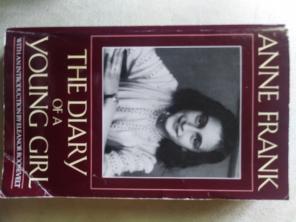 ANNE FRANK
THE DIARY
OF A
YOUNG GIRL
WITH AN INTRODUCTION BY ELEANOR ROOSEVELT